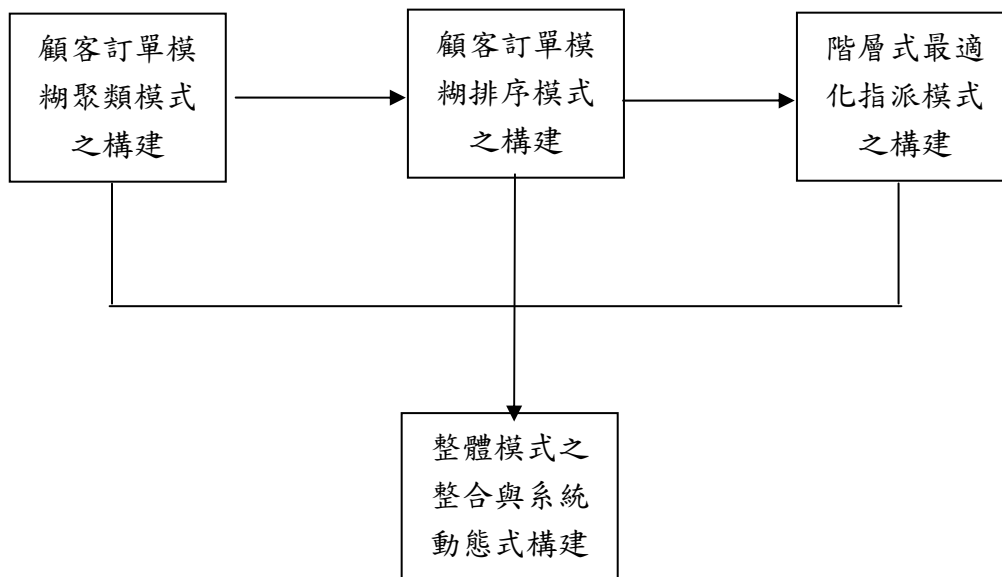 顧客訂單模
糊聚類模式
之構建
顧客訂單模
糊排序模式
之構建
階層式最適
化指派模式
之構建
整體模式之
整合與系統
動態式構建